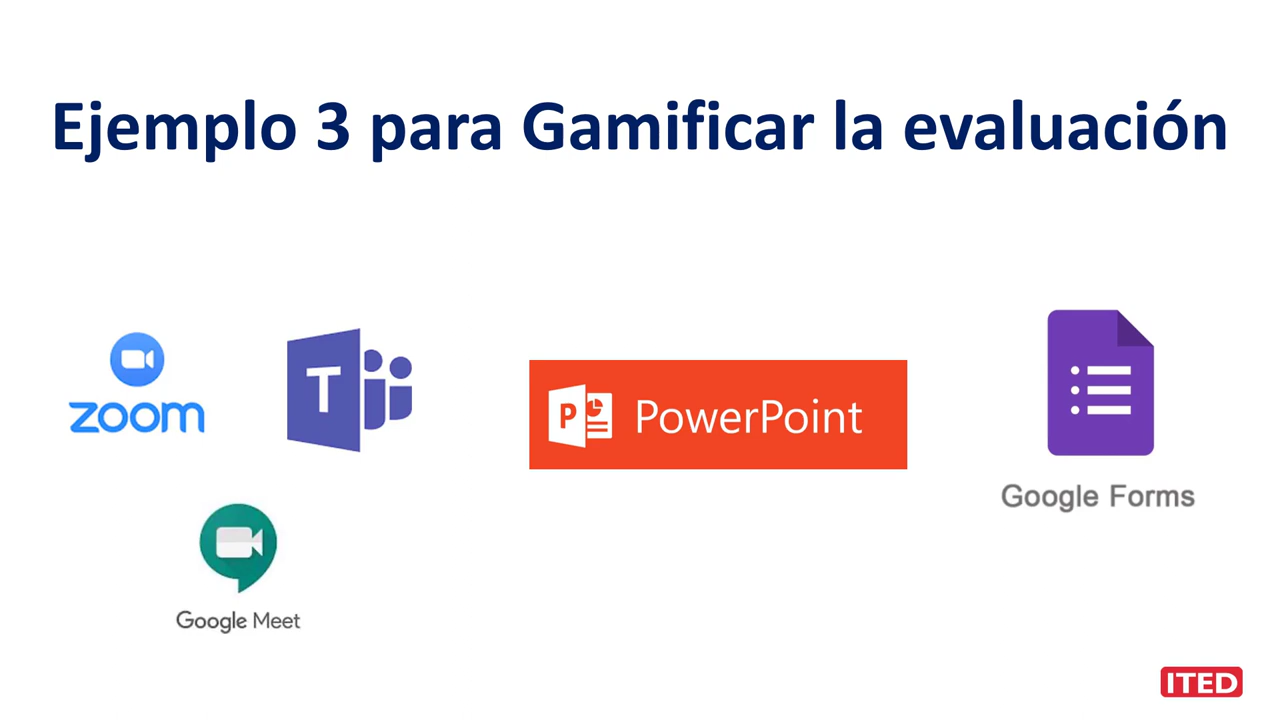 Ejemplo 3 para Gamificar la evaluación
zoom
T
P PowerPoint
Google Forms
Google Meet
ITED